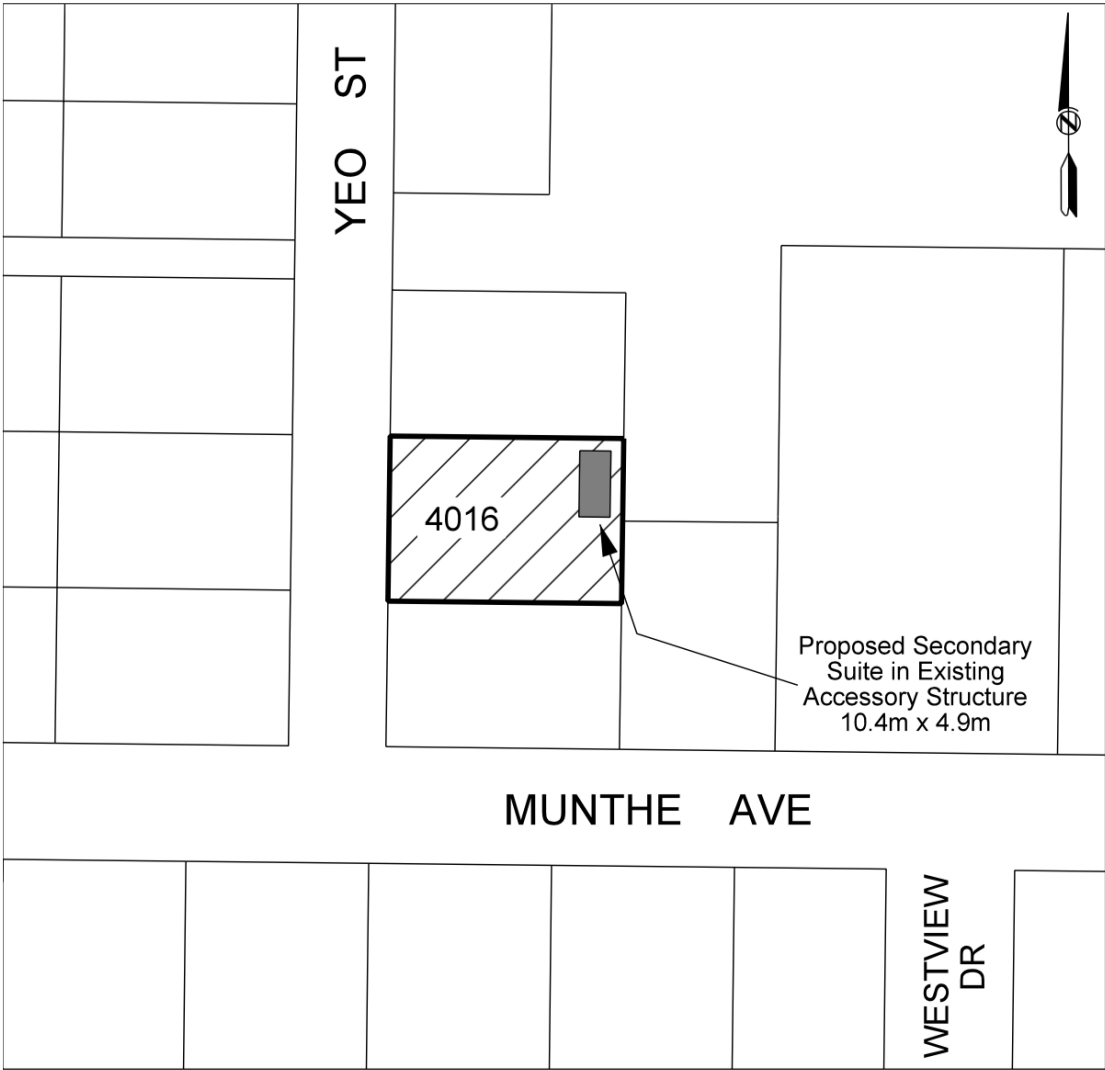 YEO ST
N
4016
Proposed Secondary
Suite in Existing
Accessory Structure
10.4m x 4.9m
MUNTHE AVE
WESTVIEW
DR